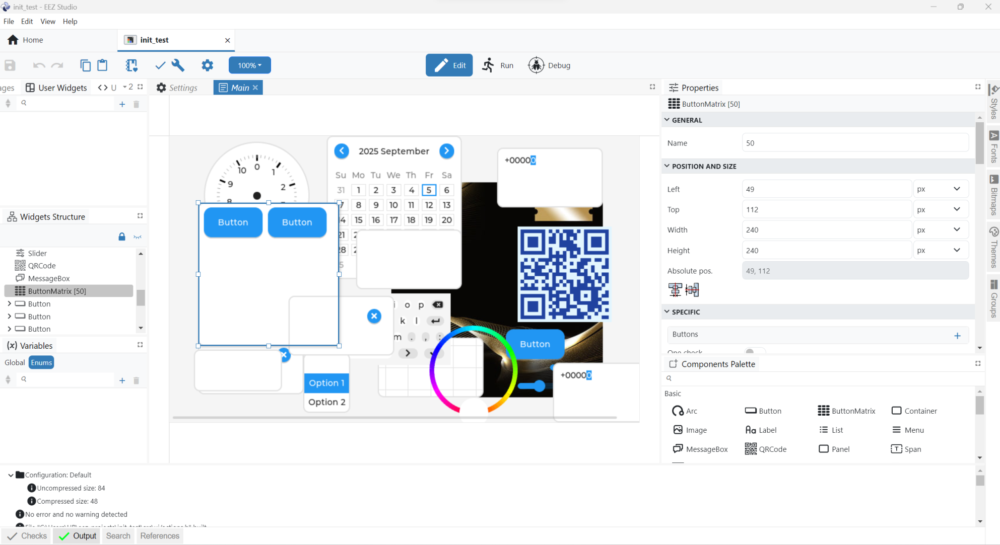 init_test - EEZ Studio
File Edit View Help
Home
init_test
100%
Edit
Run
Debug
ages
User Widgets
U
2
Settings
Main
Properties
ButtonMatrix [50]
GENERAL
Name
50
POSITION AND SIZE
Left
49
px
Top
112
px
Width
240
px
Height
240
px
Absolute pos.
49, 112
SPECIFIC
Buttons
One check
Styles
Fonts
Bitmaps
Themes
Groups
Widgets Structure
Slider
QRCode
MessageBox
ButtonMatrix [50]
Button
Button
Button
(x) Variables
Global Enums
10 0 1
9 2
8
2025 September
Su Mo Tu We Th Fr Sa
31 1 2 3 4 5 6
7 8 9 10 11 12 13
14 15 16 17 18 19 20
21 2
28 2
5
+00000
Button Button
i o p
k l
m . , :
Button
Option 1
Option 2
+00000
Components Palette
Basic
Arc Button ButtonMatrix Container
Image Label List Menu
MessageBox QRCode Panel Span
Configuration: Default
Uncompressed size: 84
Compressed size: 48
No error and no warning detected
Checks Output Search References